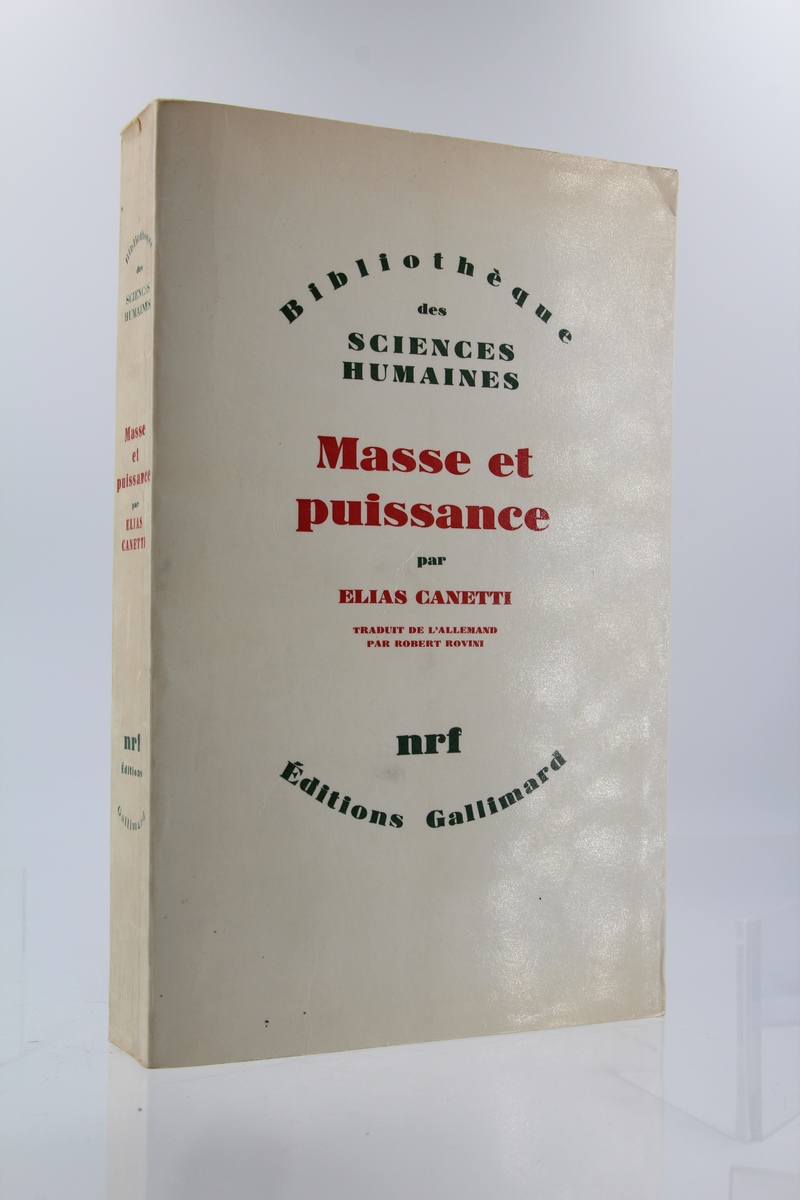 Bibliothèque
des
SCIENCES
HUMAINES
Masse
et
puissance
par
ELIAS
CANETTI
nrf
Éditions
Gallimard
Bibliothèque
des
SCIENCES
HUMAINES
Masse et
puissance
par
ELIAS CANETTI
TRADUIT DE L'ALLEMAND
PAR ROBERT ROVINI
nrf
Éditions Gallimard